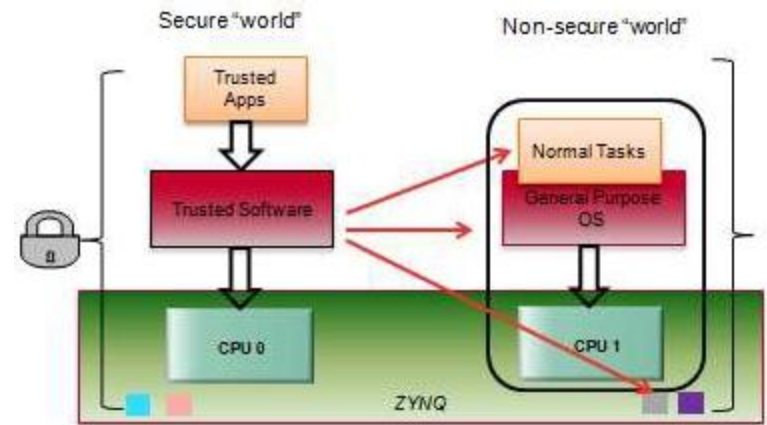 Secure “world”
Non-secure “world”
Trusted
Apps
Normal Tasks
Trusted Software
General Purpose
OS
CPU 0
CPU 1
ZYNQ